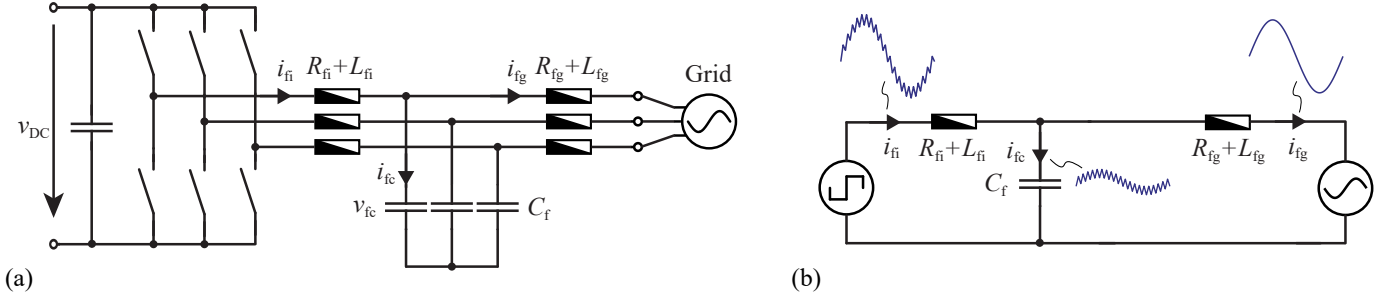 i_fi R_fi+L_fi i_fg R_fg+L_fg Grid
v_DC
i_fc
v_fc C_f
(a)
i_fi R_fi+L_fi i_fc R_fg+L_fg i_fg
C_f
(b)